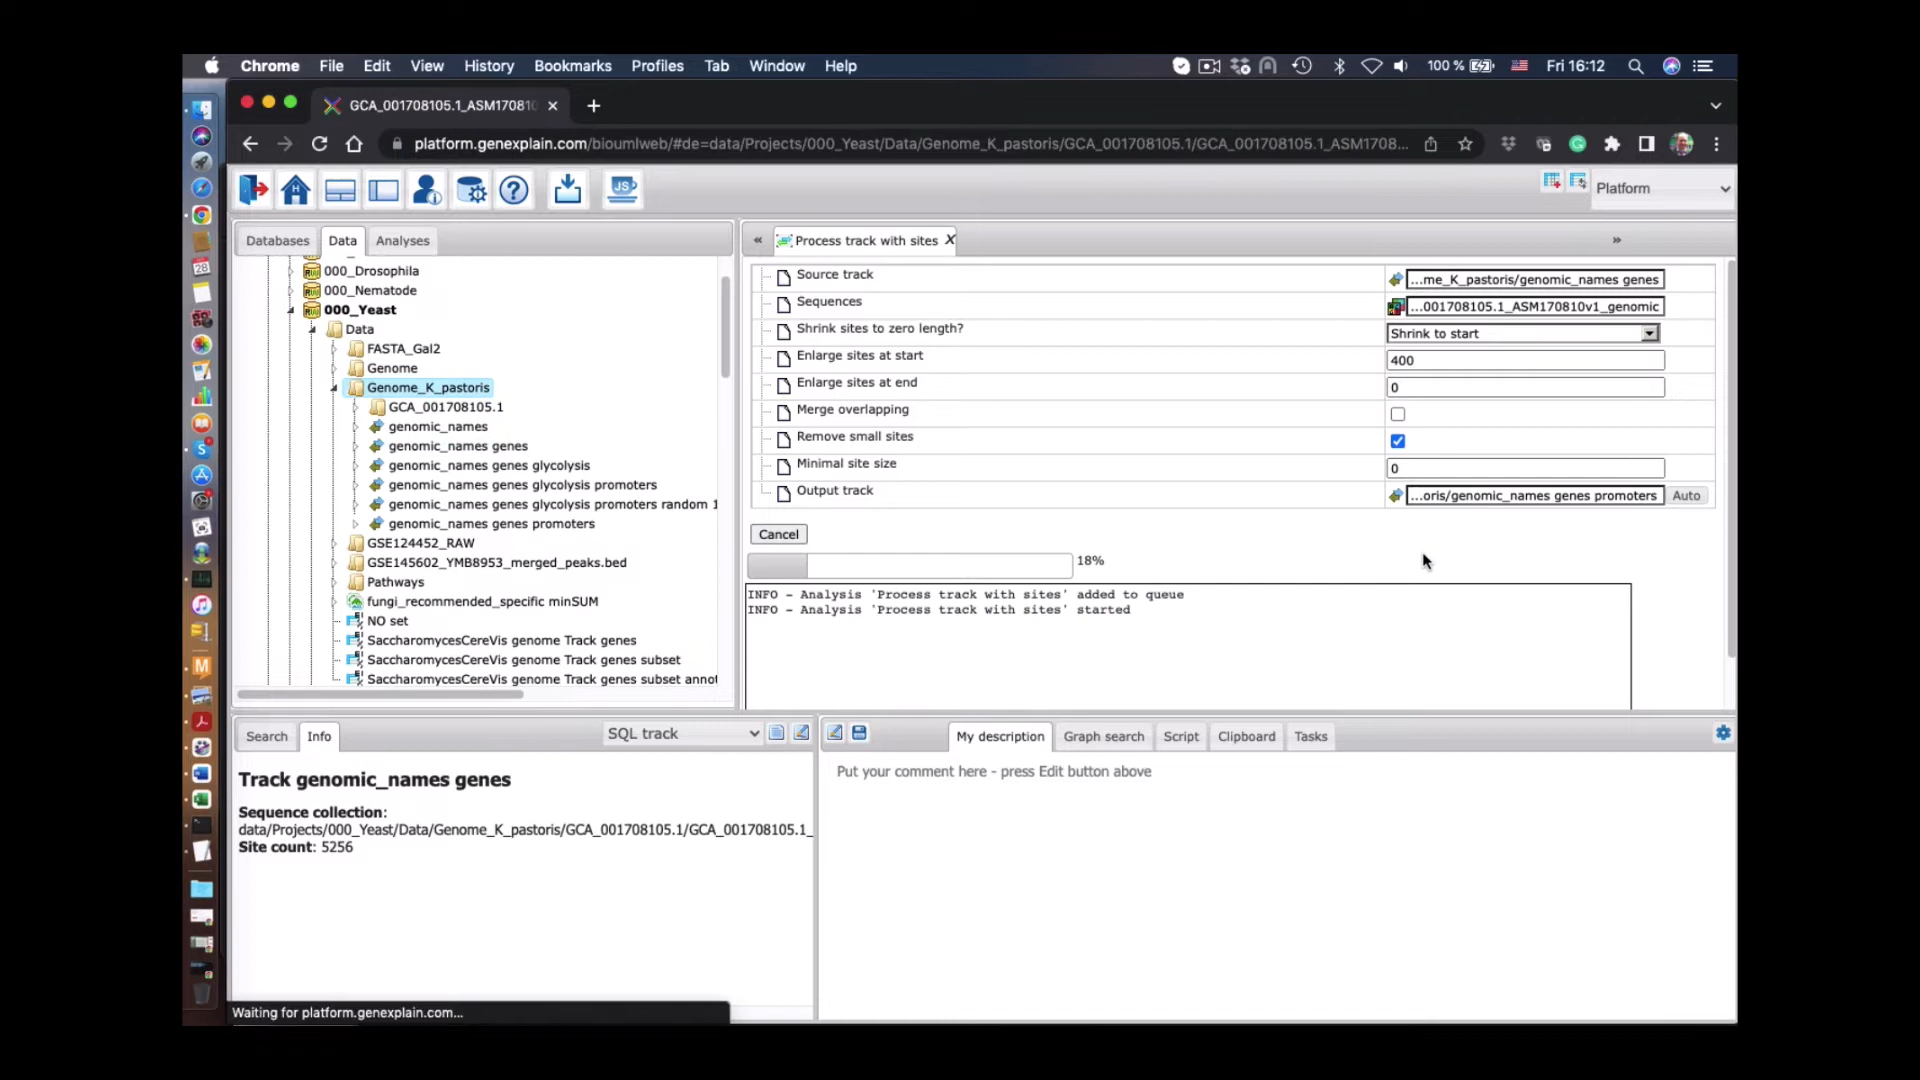 Chrome File Edit View History Bookmarks Profiles Tab Window Help 100 % Fri 16:12
GCA_001708105.1_ASM17081
platform.genexplain.com/bioumlweb/#de=data/Projects/000_Yeast/Data/Genome_K_pastoris/GCA_001708105.1/GCA_001708105.1_ASM1708...
JS Platform
Databases Data Analyses
000_Drosophila
000_Nematode
000_Yeast
Data
FASTA_Gal2
Genome
Genome_K_pastoris
GCA_001708105.1
genomic_names
genomic_names genes
genomic_names genes glycolysis
genomic_names genes glycolysis promoters
genomic_names genes glycolysis promoters random 1
genomic_names genes promoters
GSE124452_RAW
GSE145602_YMB8953_merged_peaks.bed
Pathways
fungi_recommended_specific minSUM
NO set
SaccharomycesCereVis genome Track genes
SaccharomycesCereVis genome Track genes subset
SaccharomycesCereVis genome Track genes subset annot
« Process track with sites X »
Source track ...me_K_pastoris/genomic_names genes
Sequences ...001708105.1_ASM170810v1_genomic
Shrink sites to zero length? Shrink to start
Enlarge sites at start 400
Enlarge sites at end 0
Merge overlapping
Remove small sites
Minimal site size 0
Output track ...oris/genomic_names genes promoters Auto
Cancel
18%
INFO - Analysis 'Process track with sites' added to queue
INFO - Analysis 'Process track with sites' started
Search Info SQL track
Track genomic_names genes
Sequence collection:
data/Projects/000_Yeast/Data/Genome_K_pastoris/GCA_001708105.1/GCA_001708105.1_
Site count: 5256
My description Graph search Script Clipboard Tasks
Put your comment here - press Edit button above
Waiting for platform.genexplain.com...